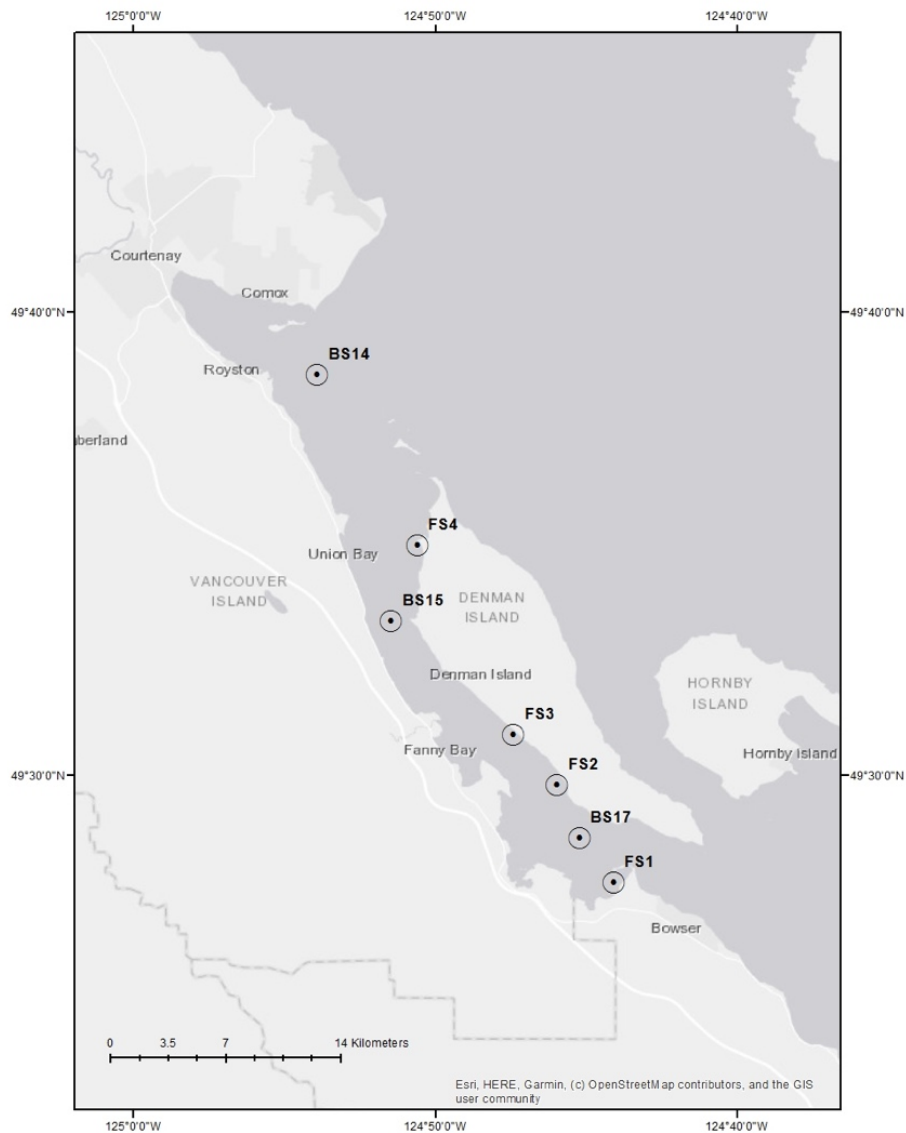 125°0'0"W 124°50'0"W 124°40'0"W
Courtenay
Comox
49°40'0"N 49°40'0"N
BS14
Royston
berland
FS4
Union Bay
VANCOUVER
ISLAND
BS15
DENMAN
ISLAND
Denman Island
HORNBY
ISLAND
FS3
Fanny Bay
Hornby Island
FS2
49°30'0"N 49°30'0"N
BS17
FS1
Bowser
0 3.5 7 14 Kilometers
Esri, HERE, Garmin, (c) OpenStreetMap contributors, and the GIS
user community
125°0'0"W 124°50'0"W 124°40'0"W